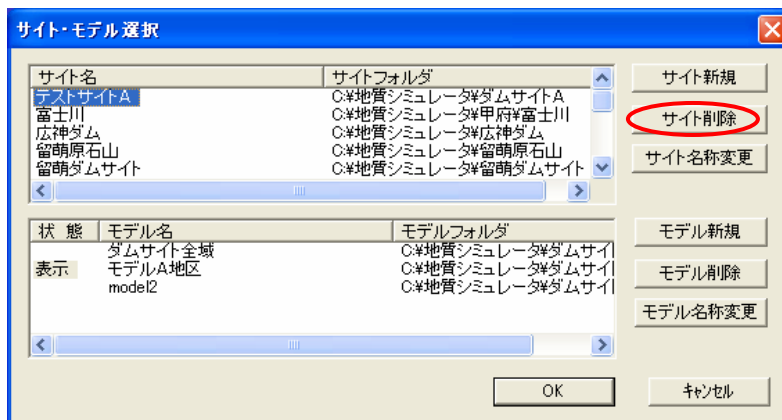 サイト・モデル選択
サイト名 サイトフォルダ
テストサイトA C:¥地質シミュレータ¥ダムサイトA
富士川 C:¥地質シミュレータ¥甲府¥富士川
広神ダム C:¥地質シミュレータ¥広神ダム
留萌原石山 C:¥地質シミュレータ¥留萌原石山
留萌ダムサイト C:¥地質シミュレータ¥留萌ダムサイト
サイト新規
サイト削除
サイト名称変更
状 態 モデル名 モデルフォルダ
ダムサイト全域 C:¥地質シミュレータ¥ダムサイ
表示 モデルA地区 C:¥地質シミュレータ¥ダムサイ
model2 C:¥地質シミュレータ¥ダムサイ
モデル新規
モデル削除
モデル名称変更
OK キャンセル